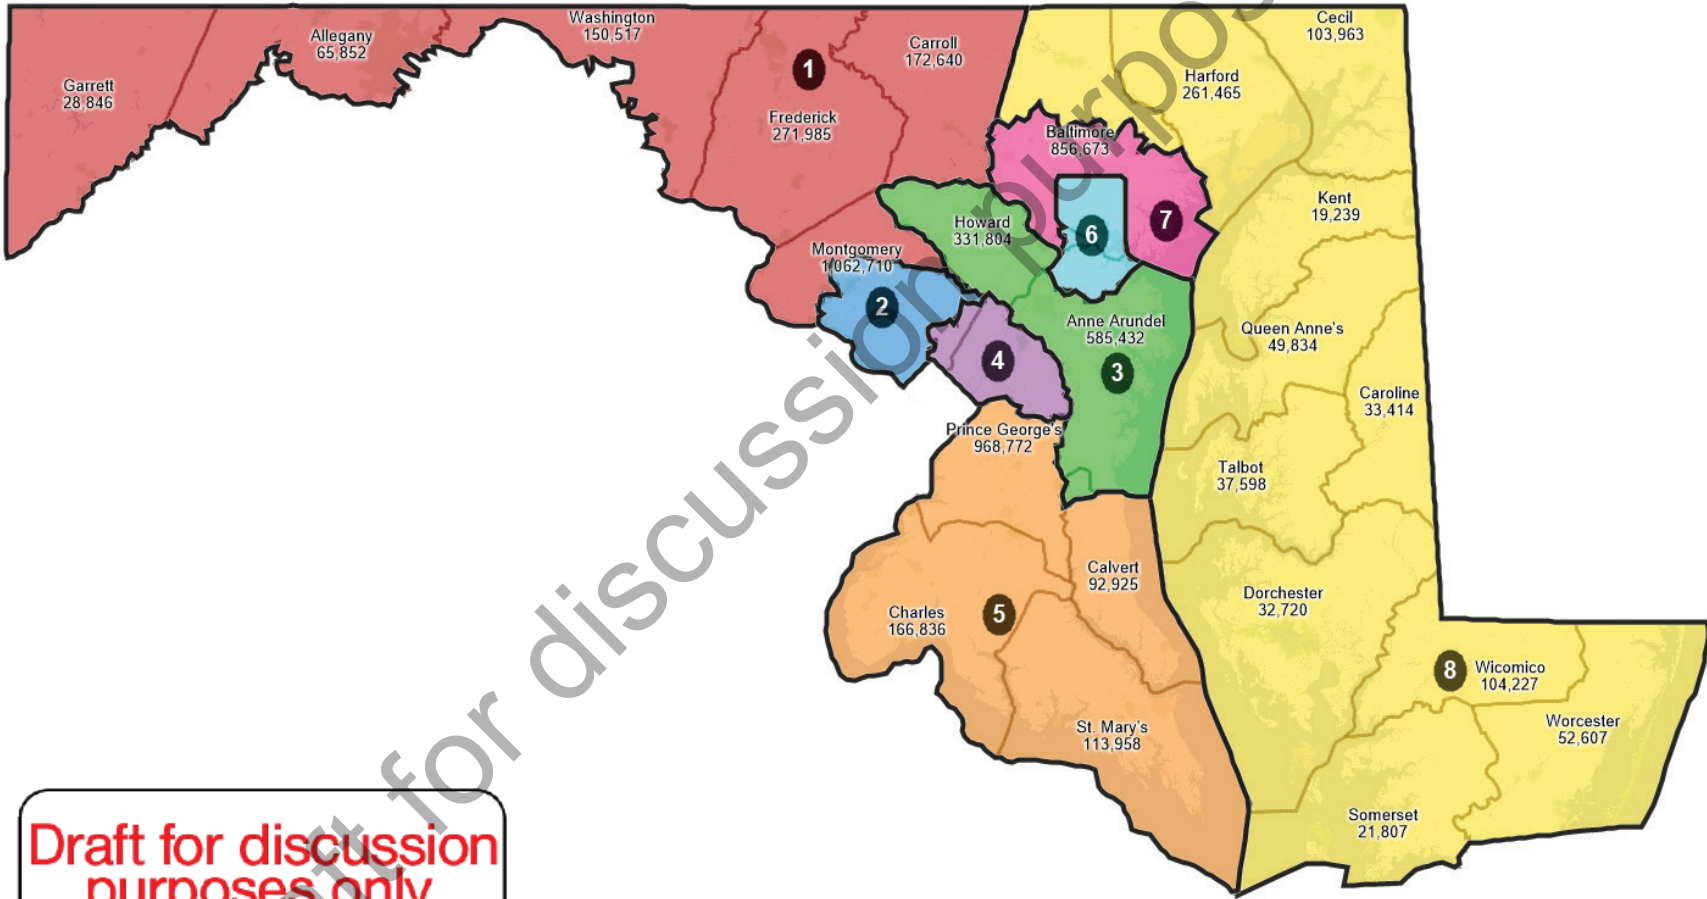 Washington
150,517
Cecil
103,963
Allegany
65,852
Carroll
172,640
Garrett
28,846
1
Harford
261,465
Frederick
271,985
Baltimore
856,673
Kent
19,239
Howard
331,804
6
7
Montgomery
1,062,710
2
Anne Arundel
585,432
Queen Anne's
49,834
4
3
Caroline
33,414
Prince George's
968,772
Talbot
37,598
Calvert
92,925
Dorchester
32,720
Charles
166,836
5
8
Wicomico
104,227
St. Mary's
113,958
Worcester
52,607
Somerset
21,807
Draft for discussion
purposes only
for discussion